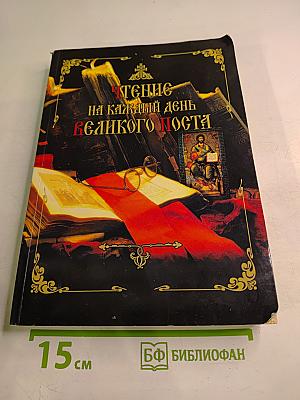 Чтение
на каждый день
Великого Поста
15 см
БФ БИБЛИОФАН